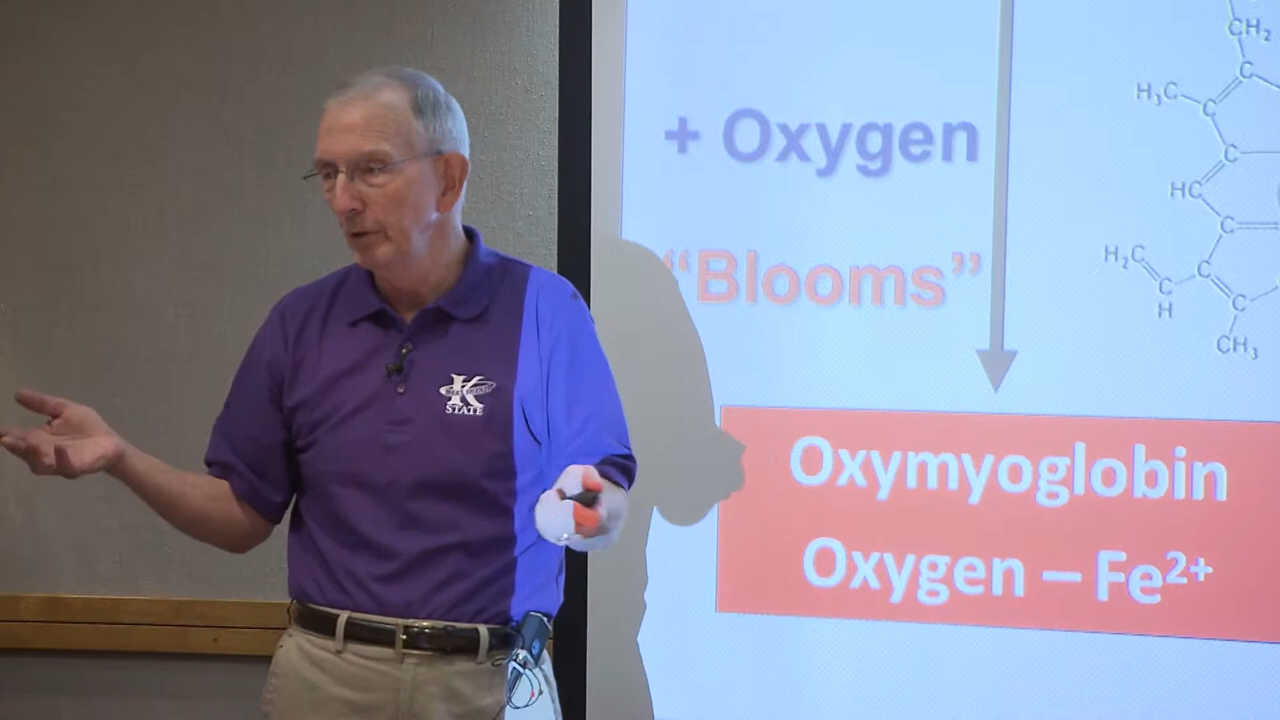 K
STATE
+ Oxygen
“Blooms”
Oxymyoglobin
Oxygen – Fe²⁺
CH₂
C
H₃C
C
C
HC
C
H₂C
C
C
C
H
CH₃